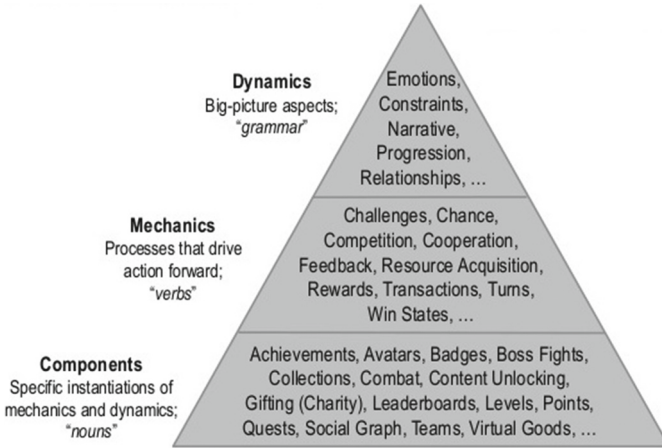 Dynamics
Big-picture aspects;
“grammar”
Emotions,
Constraints,
Narrative,
Progression,
Relationships, ...
Mechanics
Processes that drive
action forward;
“verbs”
Challenges, Chance,
Competition, Cooperation,
Feedback, Resource Acquisition,
Rewards, Transactions, Turns,
Win States, ...
Components
Specific instantiations of
mechanics and dynamics;
“nouns”
Achievements, Avatars, Badges, Boss Fights,
Collections, Combat, Content Unlocking,
Gifting (Charity), Leaderboards, Levels, Points,
Quests, Social Graph, Teams, Virtual Goods, ...